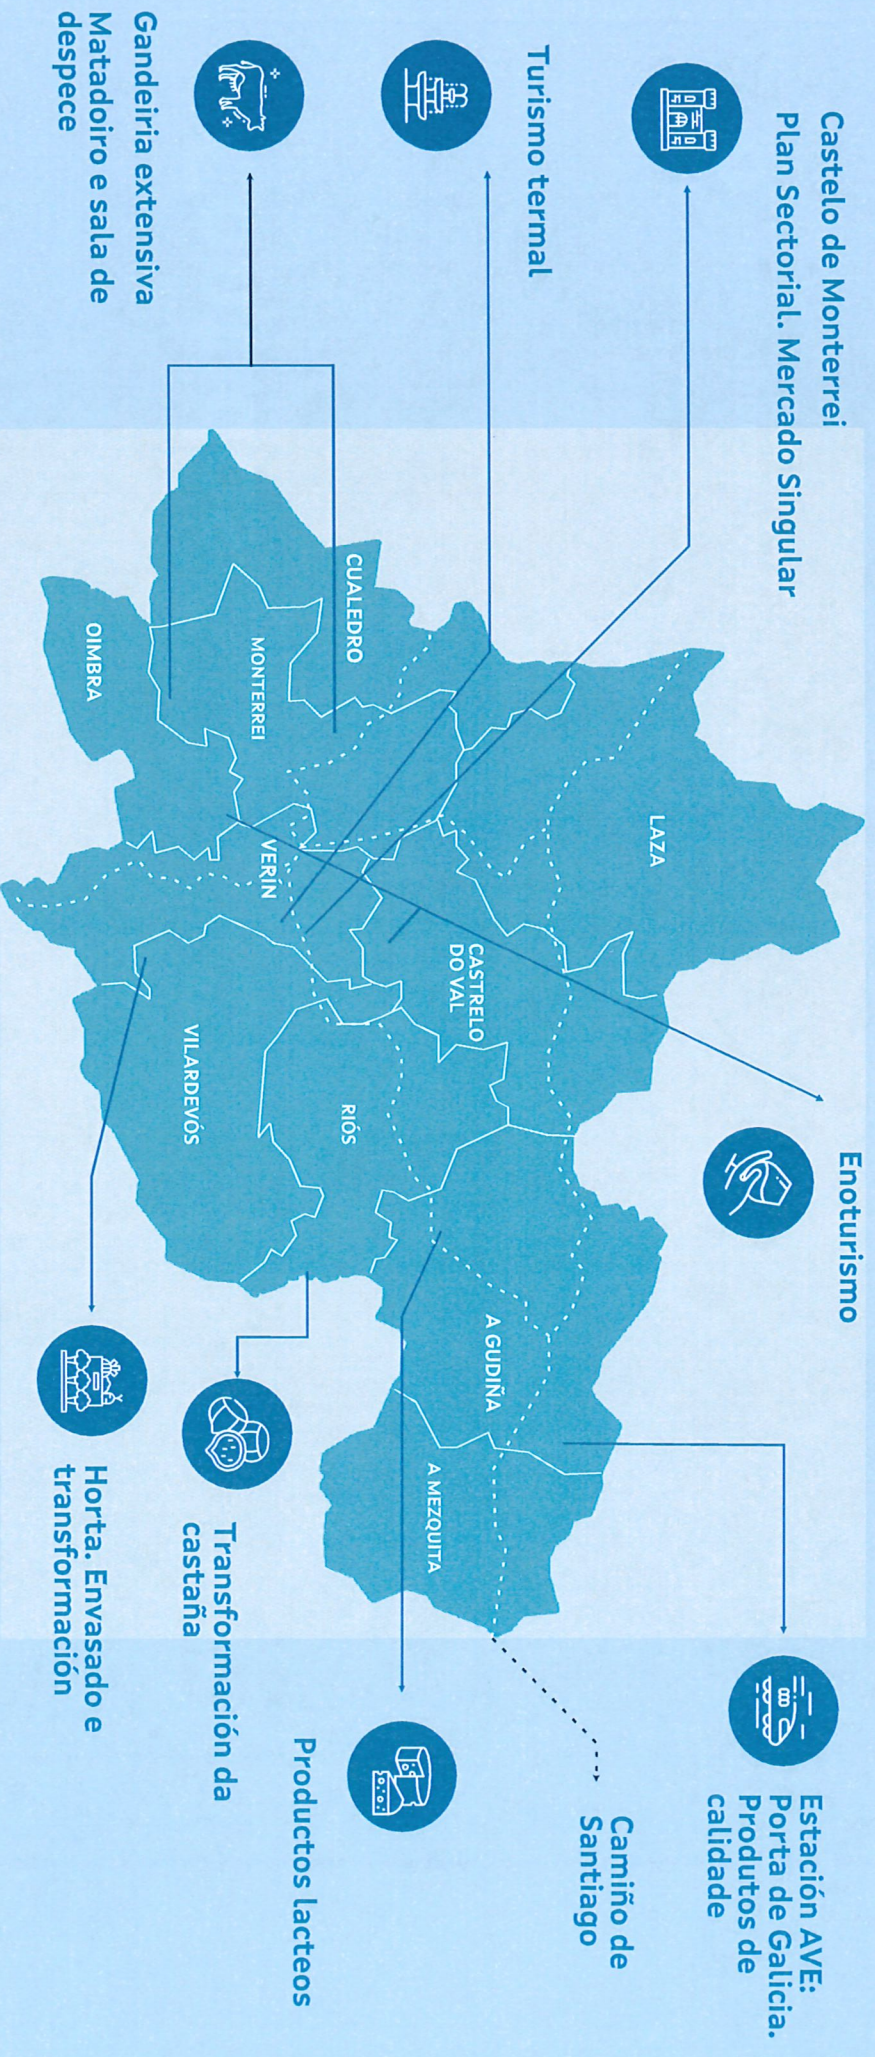 Castelo de Monterrei
Plan Sectorial. Mercado Singular
Turismo termal
Gandeiria extensiva
Matadoiro e sala de
despece
Enoturismo
LAZA
CUALEDRO
MONTERREI
OIMBRA
VERÍN
CASTRELO
DO VAL
RIÓS
VILARDEVÓS
A GUDIÑA
A MEZQUITA
Estación AVE:
Porta de Galicia.
Produtos de
calidade
Camiño de
Santiago
Productos lacteos
Transformación da
castaña
Horta. Envasado e
transformación